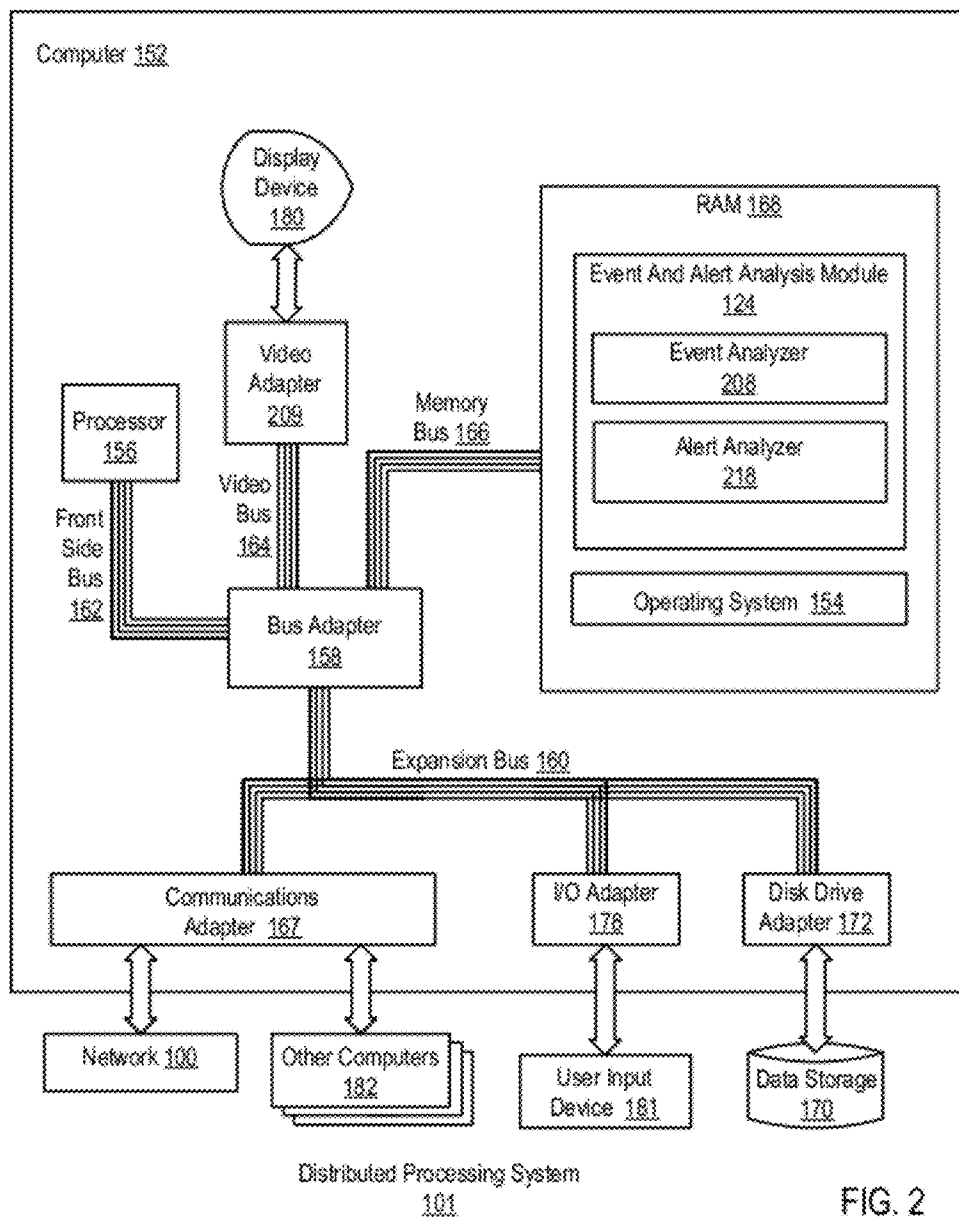 Computer 152
Display
Device
180
RAM 168
Event And Alert Analysis Module
124
Event Analyzer
208
Alert Analyzer
218
Operating System 154
Video
Adapter
209
Processor
156
Memory
Bus 166
Video
Bus
164
Front
Side
Bus
162
Bus Adapter
158
Expansion Bus 160
Communications
Adapter 167
I/O Adapter
178
Disk Drive
Adapter 172
Network 100
Other Computers
182
User Input
Device 181
Data Storage
170
Distributed Processing System
101
FIG. 2